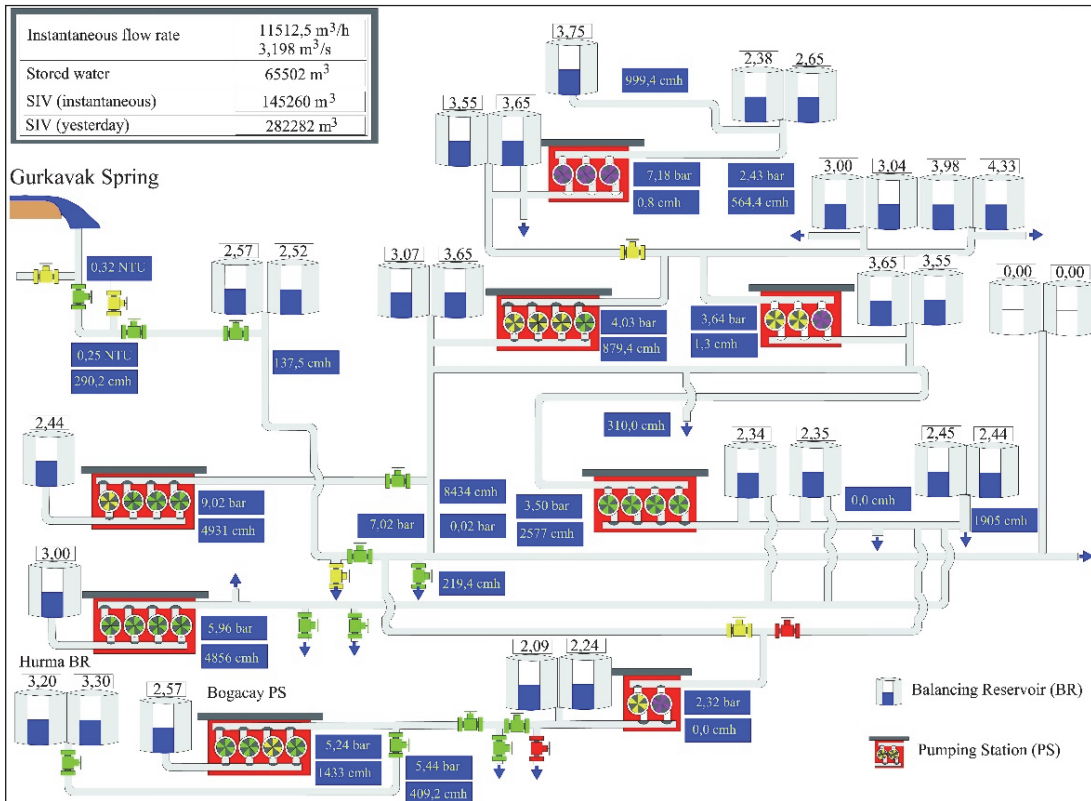 Instantaneous flow rate 11512,5 m³/h
3,198 m³/s
Stored water 65502 m³
SIV (instantaneous) 145260 m³
SIV (yesterday) 282282 m³
3,75
2,38 2,65
999,4 cmh
3,55 3,65
7,18 bar 2,43 bar
0,8 cmh 564.4 cmh
3,00 3,04 3,98 4,33
Gurkavak Spring
0,32 NTU
2,57 2,52
3,07 3,65
3,65 3,55
0,00 0,00
4,03 bar 3,64 bar
879,4 cmh 1,3 cmh
0,25 NTU
290,2 cmh
137,5 cmh
310,0 cmh
2,44
2,34 2,35 2,45 2,44
9,02 bar
4931 cmh
8434 cmh
7,02 bar 0,02 bar
3,50 bar
2577 cmh
0,0 cmh
1905 cmh
3,00
219,4 cmh
5,96 bar
4856 cmh
Hurma BR
3,20 3,30
2,57
Bogacay PS
2,09 2,24
2,32 bar
0,0 cmh
5,24 bar
1433 cmh
5,44 bar
409,2 cmh
Balancing Reservoir (BR)
Pumping Station (PS)